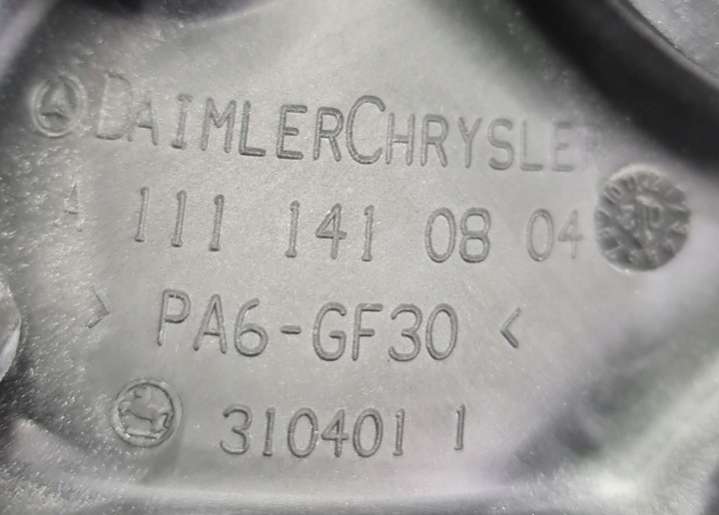 DAIMLERCHRYSLER
A 111 141 08 04
> PA6-GF30 <
310401 1